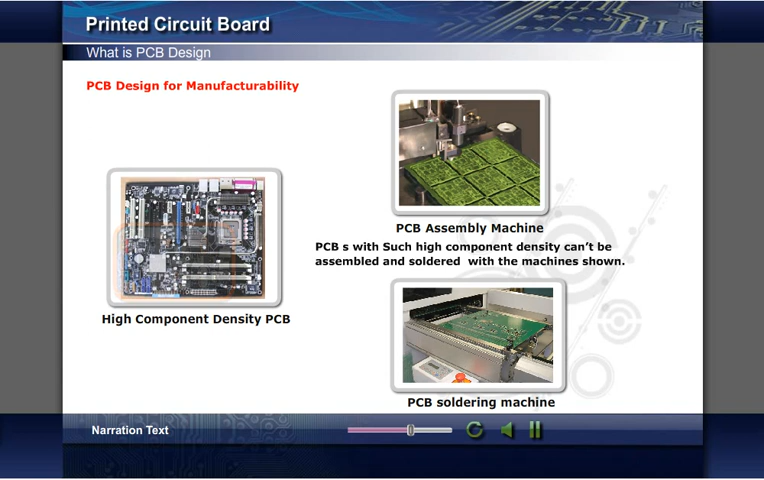 Printed Circuit Board
What is PCB Design
PCB Design for Manufacturability
PCB Assembly Machine
PCB s with Such high component density can’t be
assembled and soldered with the machines shown.
High Component Density PCB
PCB soldering machine
Narration Text